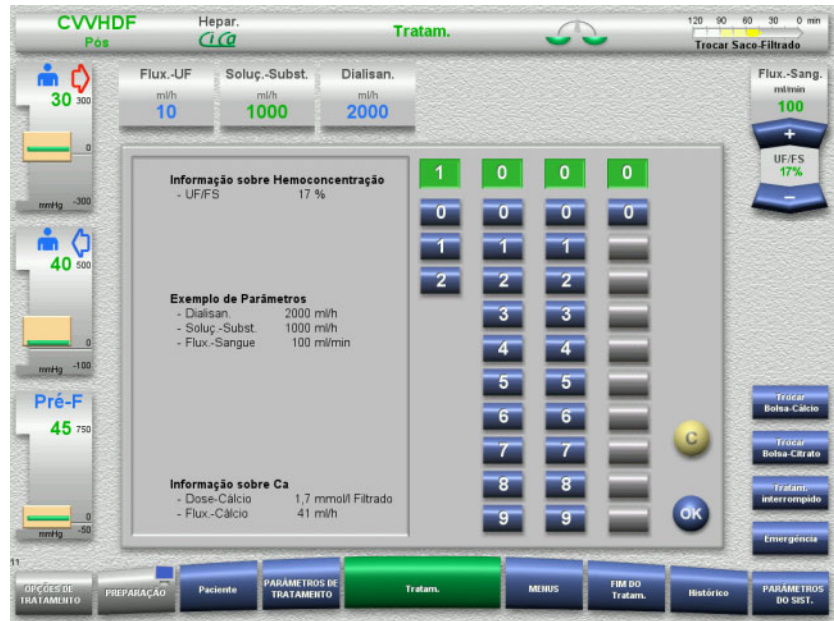 CVVHDF
Pós
Hepar.
CiCa
Tratam.
120 90 60 30 0 min
Trocar Saco-Filtrado
30 300
0
mmHg -300
40 500
0
mmHg -100
Pré-F
45 750
0
mmHg -50
Flux.-UF
ml/h
10
Soluç.-Subst.
ml/h
1000
Dialisan.
ml/h
2000
Flux.-Sang.
ml/min
100
+
UF/FS
17%
–
Informação sobre Hemoconcentração
- UF/FS 17 %
Exemplo de Parâmetros
- Dialisan. 2000 ml/h
- Soluç.-Subst. 1000 ml/h
- Flux.-Sangue 100 ml/min
Informação sobre Ca
- Dose-Cálcio 1,7 mmol/l Filtrado
- Flux.-Cálcio 41 ml/h
1 0 0 0
0 0 0 0
1 1 1
2 2 2
3 3
4 4
5 5
6 6
7 7
8 8
9 9
C
OK
Trocar
Bolsa-Cálcio
Trocar
Bolsa-Citrato
Tratam.
interrompido
Emergência
11
OPÇÕES DE
TRATAMENTO
PREPARAÇÃO
Paciente
PARÂMETROS DE
TRATAMENTO
Tratam.
MENUS
FIM DO
Tratam.
Histórico
PARÂMETROS
DO SIST.